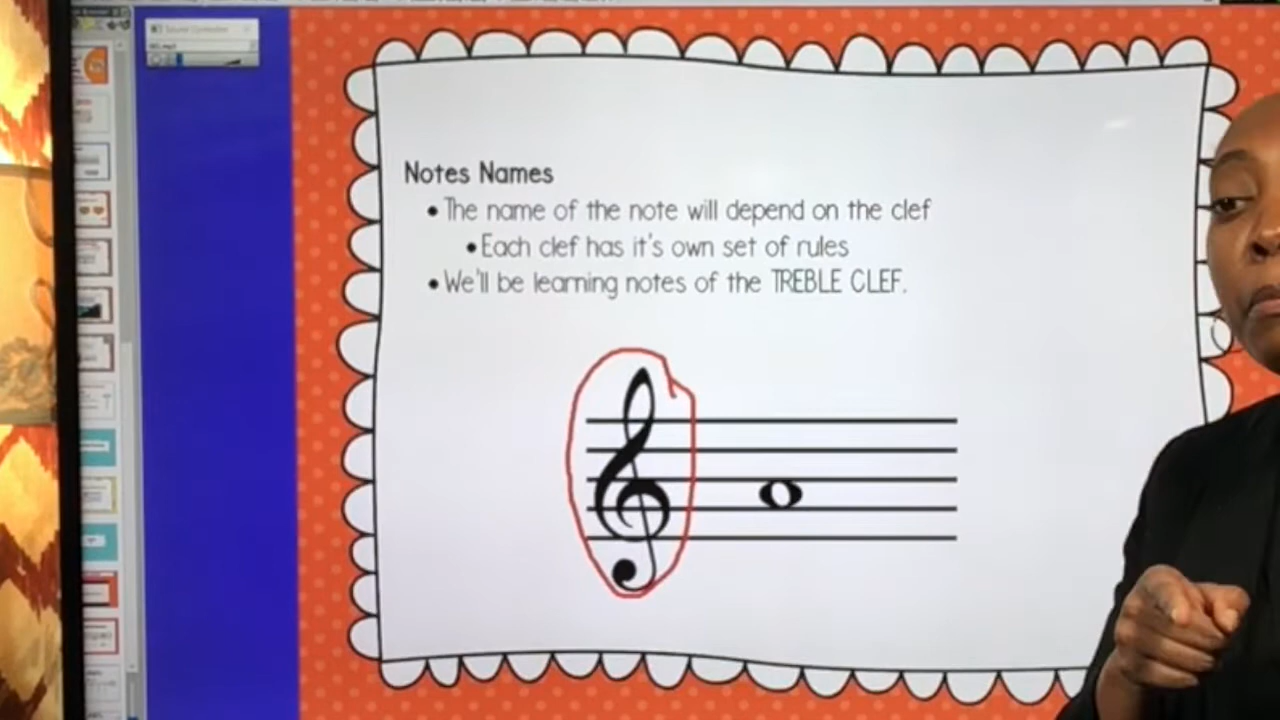 Notes Names
•The name of the note will depend on the clef
•Each clef has it's own set of rules
•We'll be learning notes of the TREBLE CLEF.